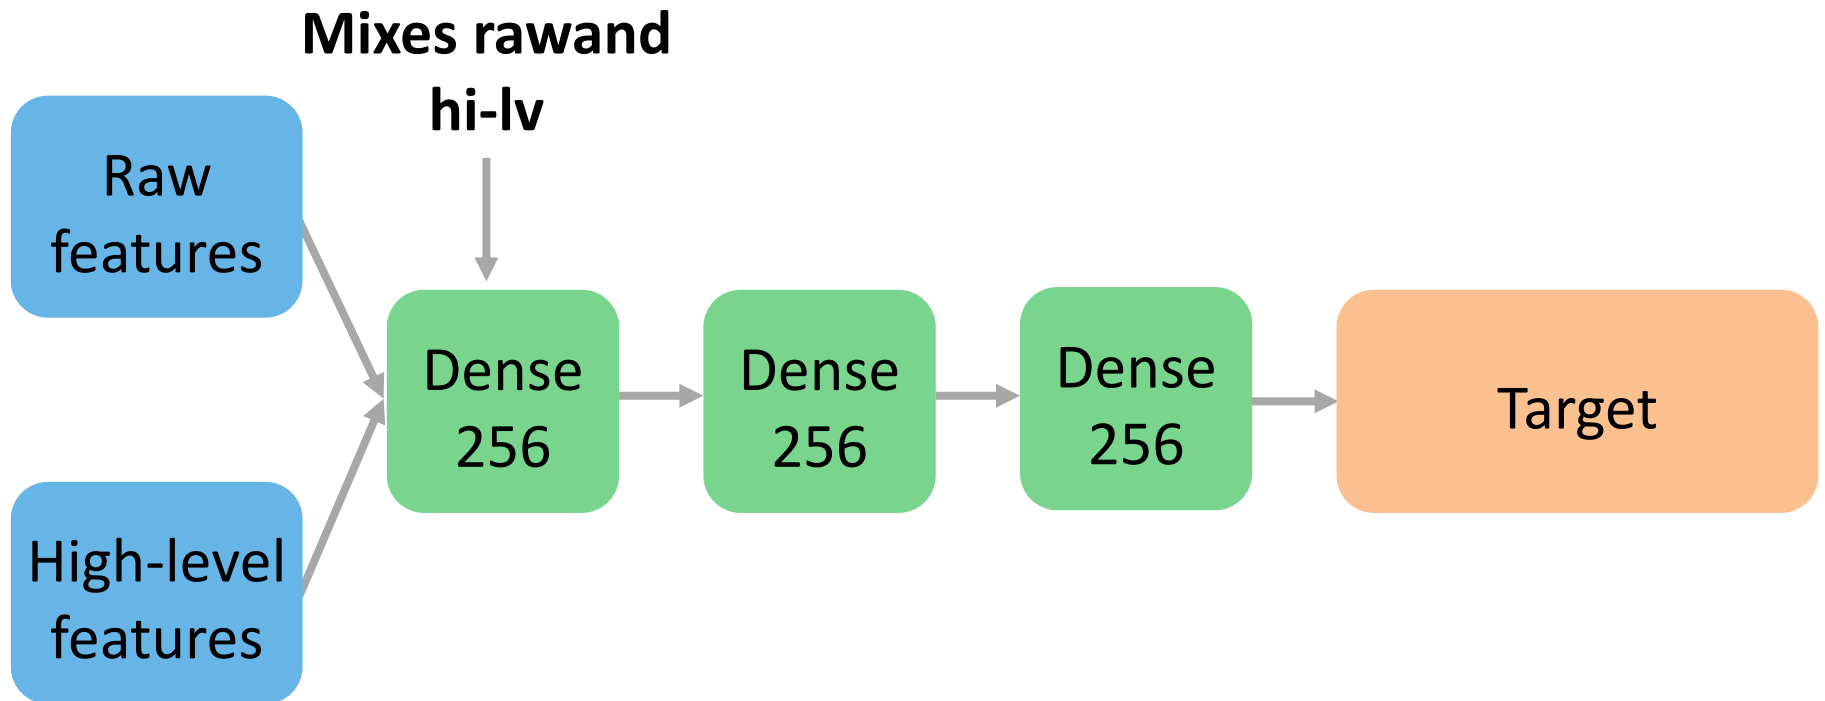 Mixes rawand
hi-lv
Raw
features
High-level
features
Dense
256
Dense
256
Dense
256
Target